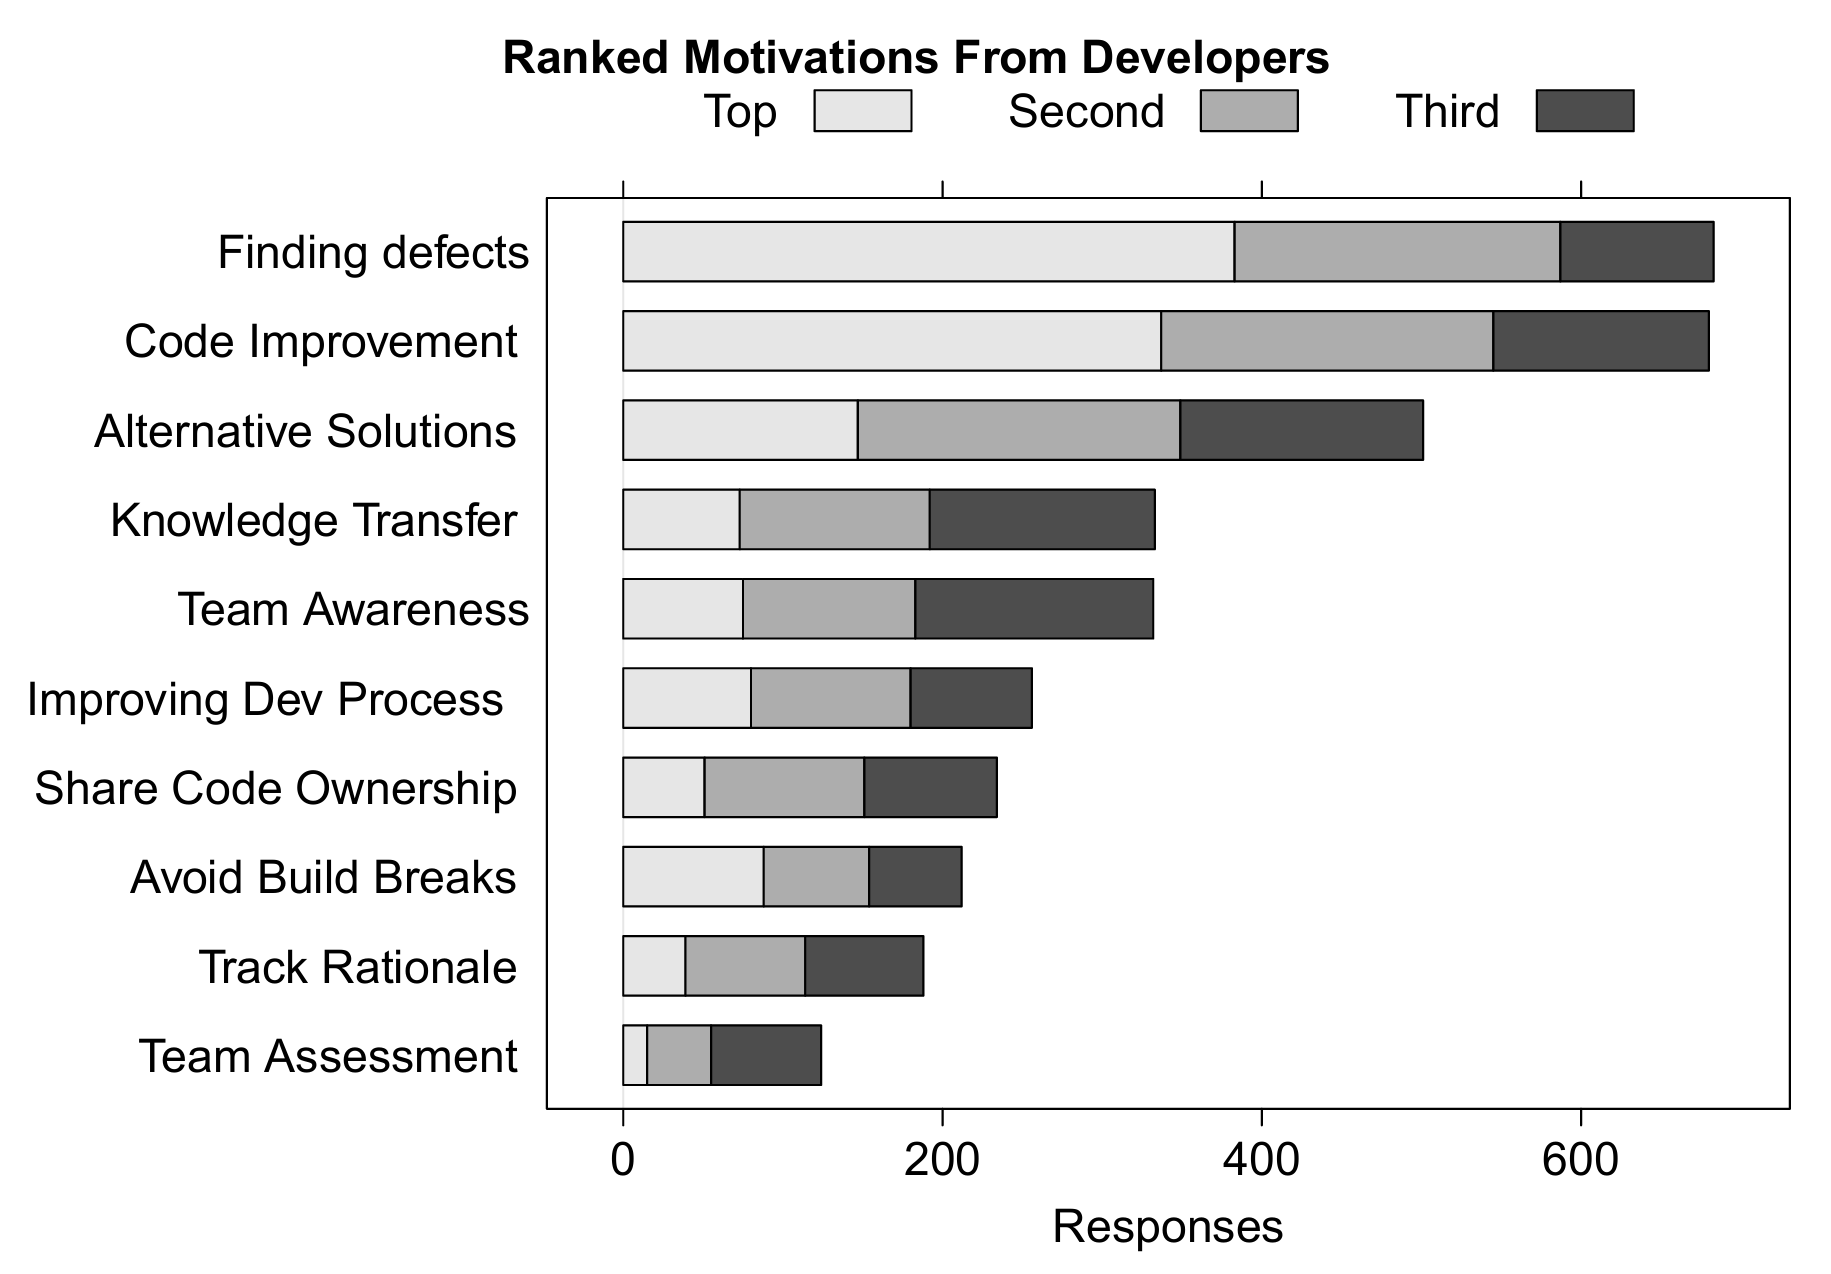 Ranked Motivations From Developers
Top Second Third
Finding defects
Code Improvement
Alternative Solutions
Knowledge Transfer
Team Awareness
Improving Dev Process
Share Code Ownership
Avoid Build Breaks
Track Rationale
Team Assessment
0 200 400 600
Responses